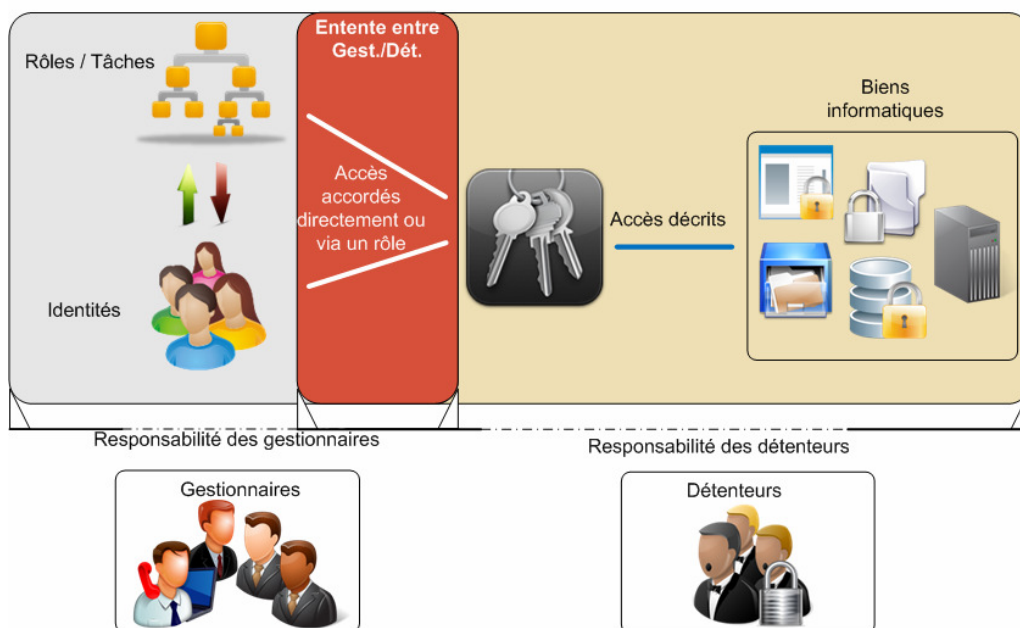 Rôles / Tâches
Identités
Entente entre
Gest./Dét.
Accès
accordés
directement ou
via un rôle
Accès décrits
Biens
informatiques
Responsabilité des gestionnaires
Responsabilité des détenteurs
Gestionnaires
Détenteurs